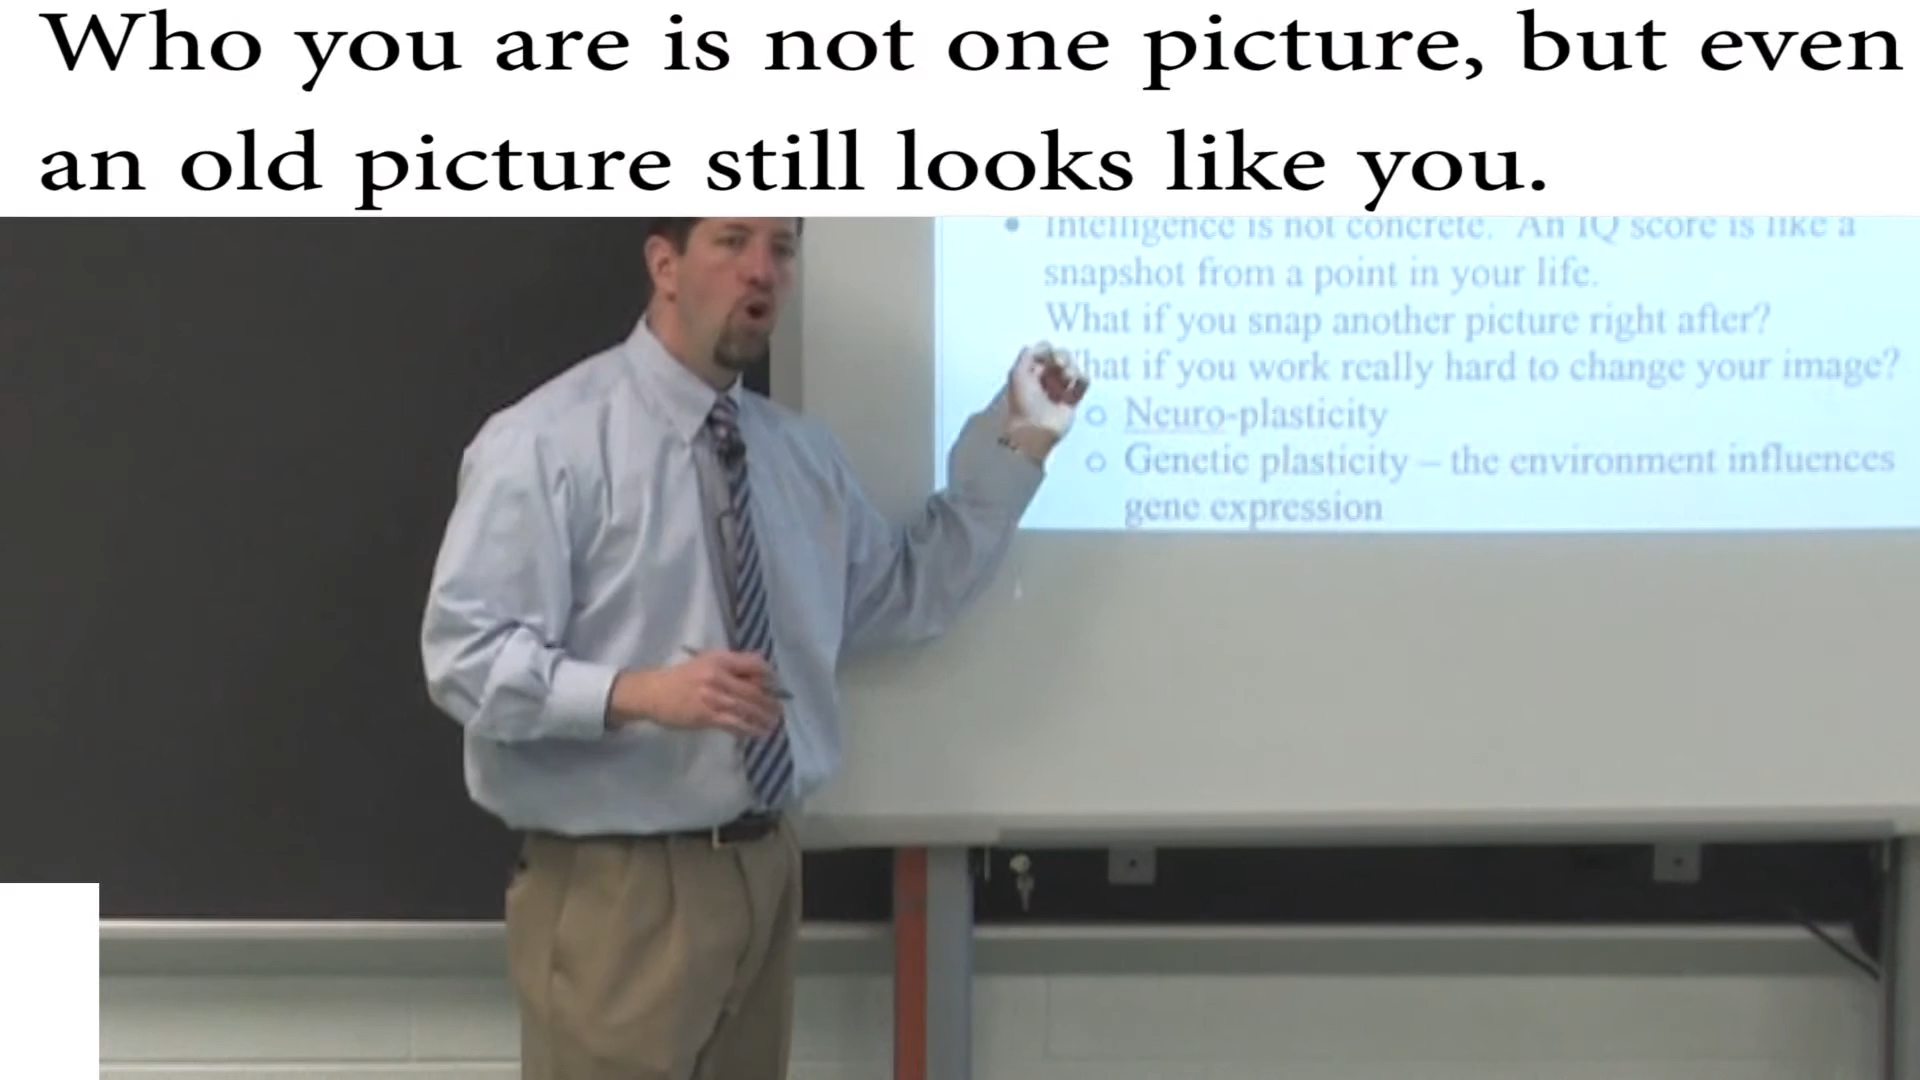 Who you are is not one picture, but even
an old picture still looks like you.
• Intelligence is not concrete. An IQ score is like a
snapshot from a point in your life.
What if you snap another picture right after?
What if you work really hard to change your image?
o Neuro-plasticity
o Genetic plasticity – the environment influences
gene expression